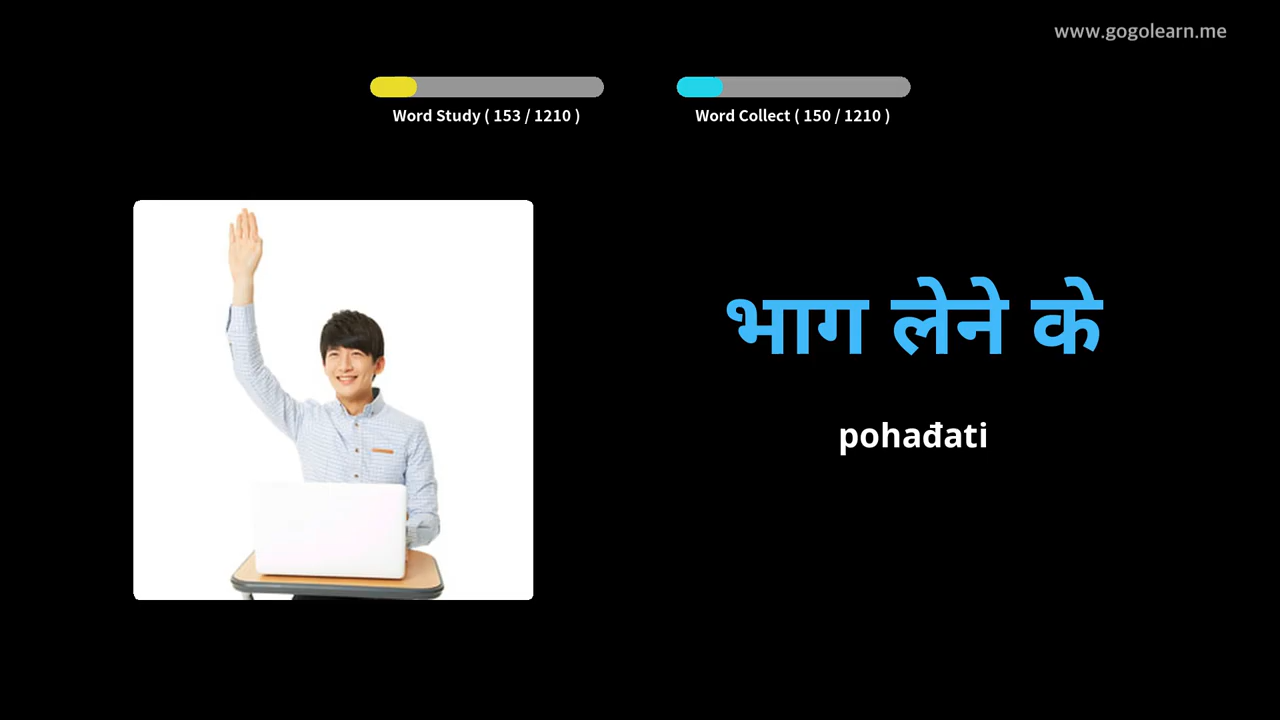 www.gogolearn.me
Word Study ( 153 / 1210 )
Word Collect ( 150 / 1210 )
भाग लेने के
pohađati